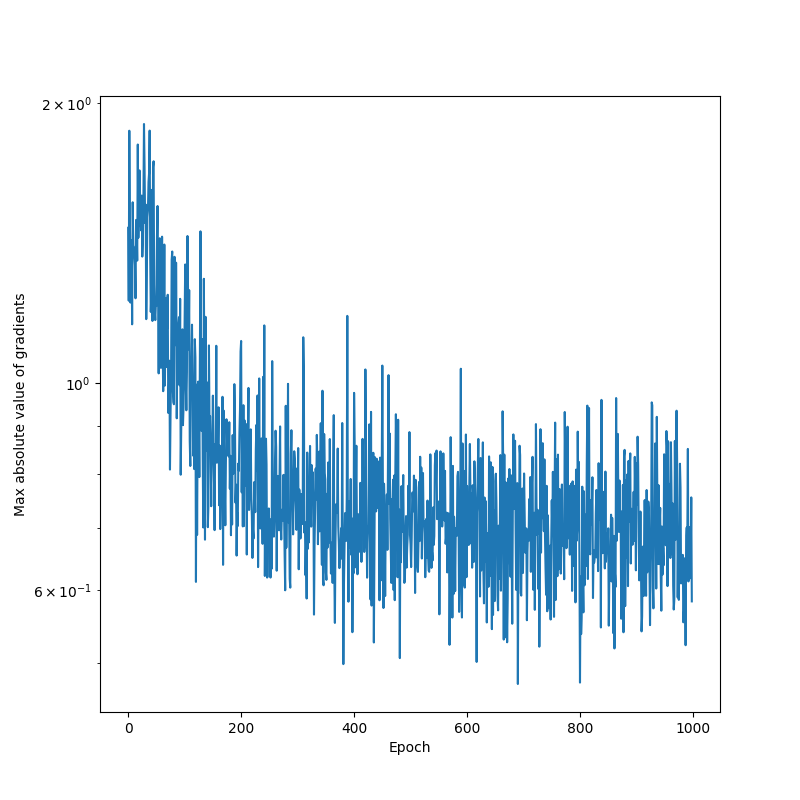 2 × 10⁰
10⁰
6 × 10⁻¹
Max absolute value of gradients
0 200 400 600 800 1000
Epoch